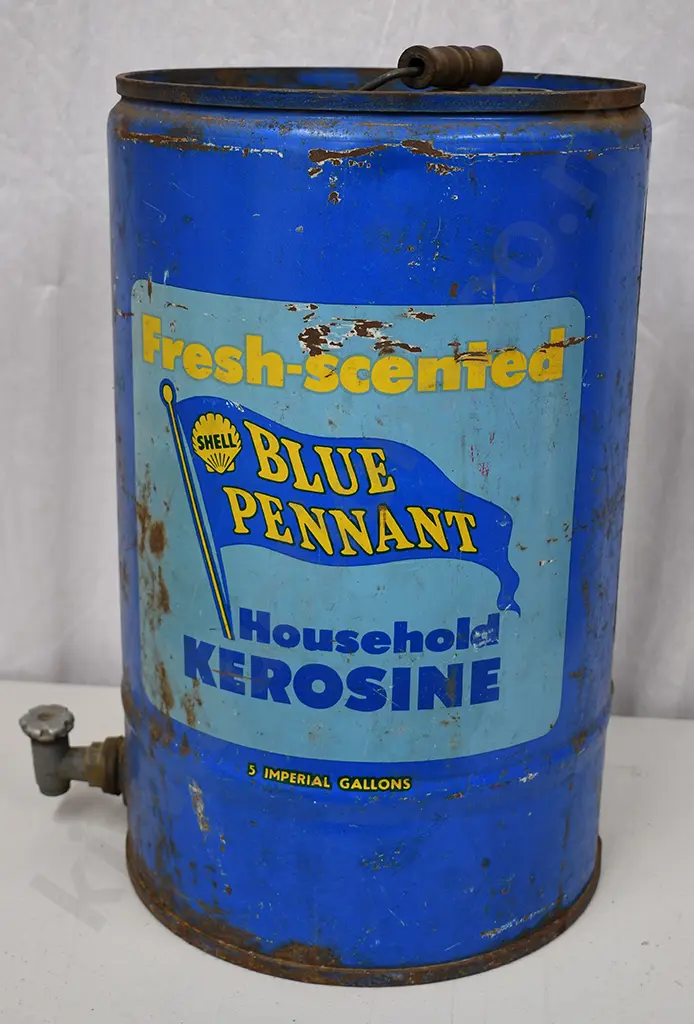 Fresh-scented
SHELL
BLUE
PENNANT
Household
KEROSINE
5 IMPERIAL GALLONS